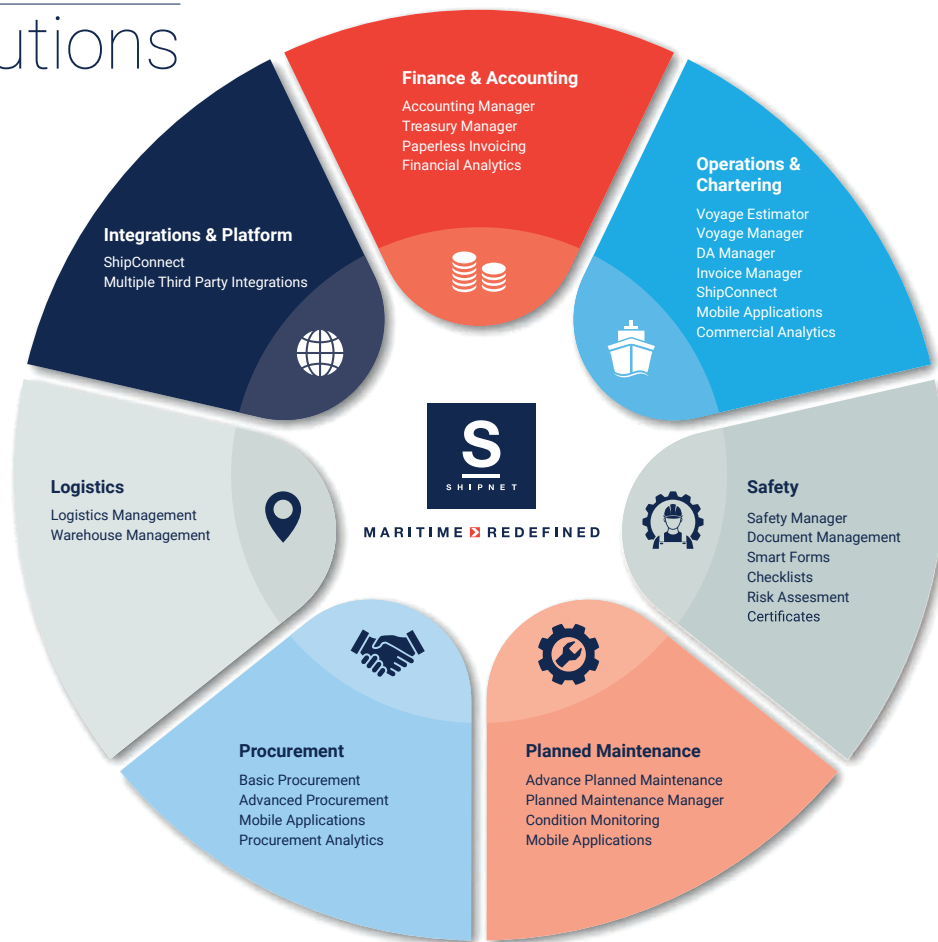 utions
Finance & Accounting
Accounting Manager
Treasury Manager
Paperless Invoicing
Financial Analytics
Operations &
Chartering
Voyage Estimator
Voyage Manager
DA Manager
Invoice Manager
ShipConnect
Mobile Applications
Commercial Analytics
Integrations & Platform
ShipConnect
Multiple Third Party Integrations
S
SHIPNET
MARITIME REDEFINED
Logistics
Logistics Management
Warehouse Management
Safety
Safety Manager
Document Management
Smart Forms
Checklists
Risk Assesment
Certificates
Procurement
Basic Procurement
Advanced Procurement
Mobile Applications
Procurement Analytics
Planned Maintenance
Advance Planned Maintenance
Planned Maintenance Manager
Condition Monitoring
Mobile Applications